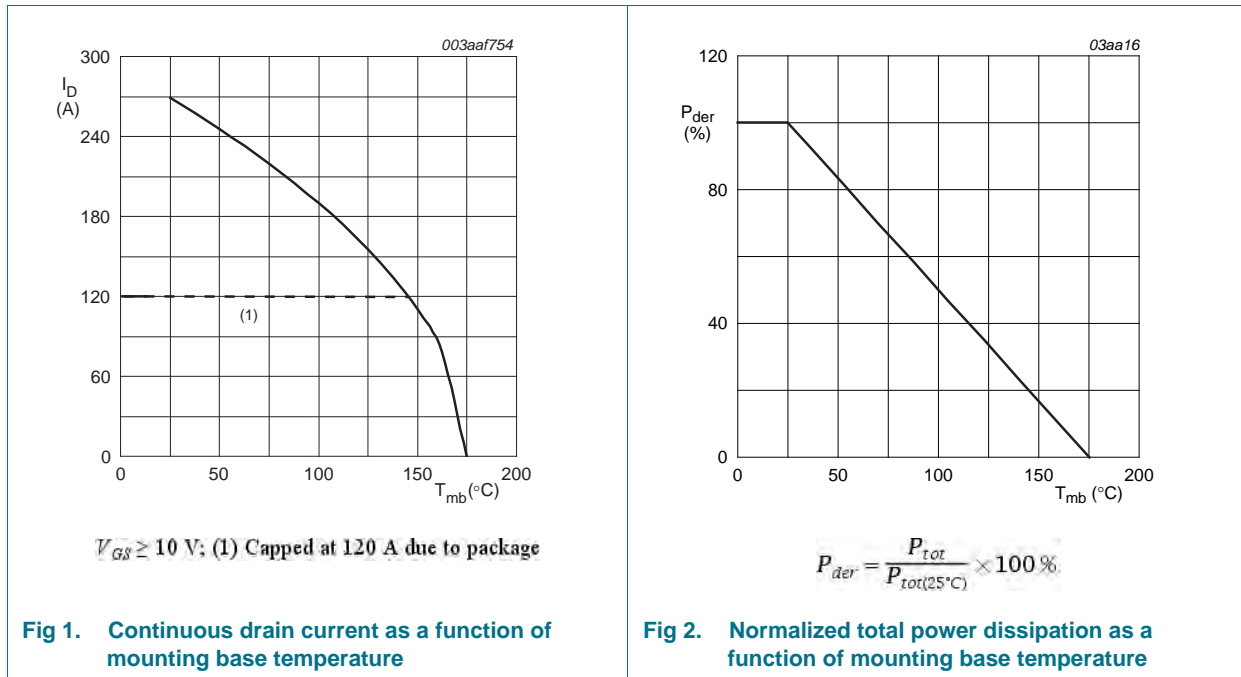 003aaf754
300
I_D
(A)
240
180
120
(1)
60
0
0 50 100 150 200
T_mb (°C)
V_GS ≥ 10 V; (1) Capped at 120 A due to package
Fig 1. Continuous drain current as a function of
mounting base temperature
03aa16
120
P_der
(%)
80
40
0
0 50 100 150 200
T_mb (°C)
P_der = P_tot / P_tot(25°C) × 100 %
Fig 2. Normalized total power dissipation as a
function of mounting base temperature